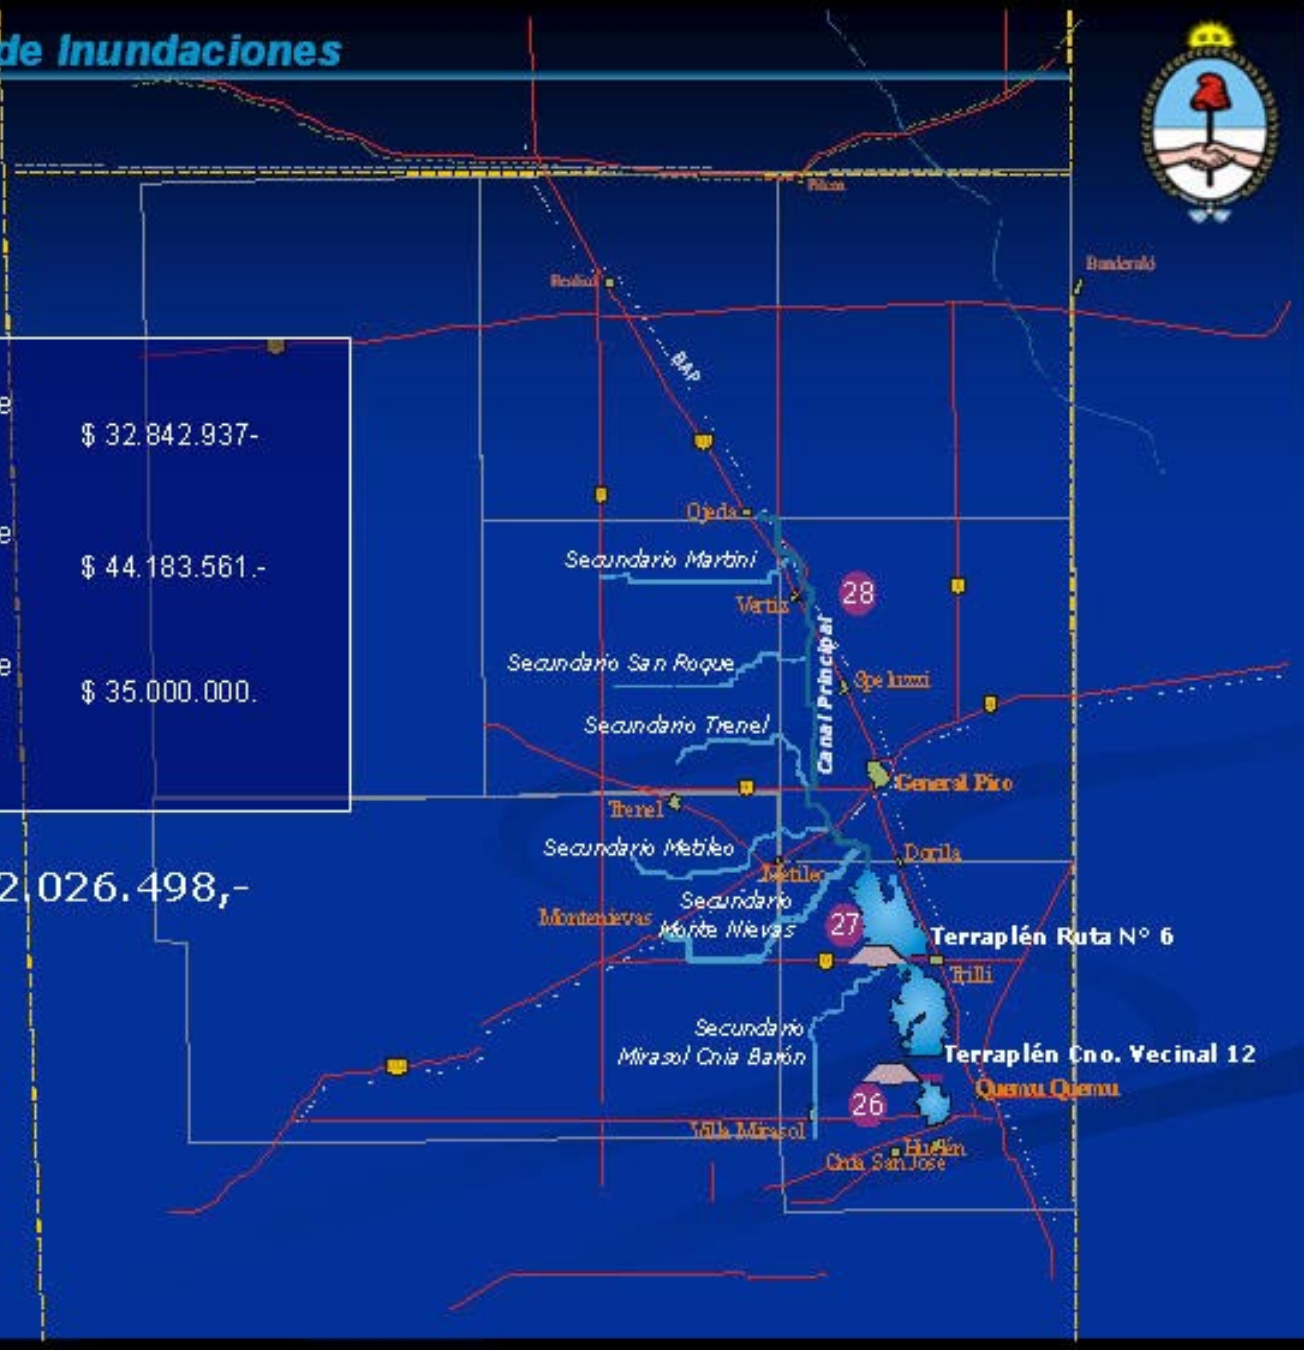 de Inundaciones
Banderaló
BAP
e
$ 32.842.937-
Ojeda
e
$ 44.183.561.-
Secundario Martini
28
Vertiz
Canal Principal
Secundario San Roque
e
$ 35.000.000.
Speluzzi
Secundario Trenel
General Pico
Trenel
Secundario Metileo
Dorila
Metileo
2.026.498,-
Secundario
Monte Nievas
Montenievas
27
Terraplén Ruta N° 6
Trilli
Secundario
Mirasol Cnia Barón
Terraplén Cno. Vecinal 12
Quemu Quemu
26
Villa Mirasol
Huelén
Cnia San José